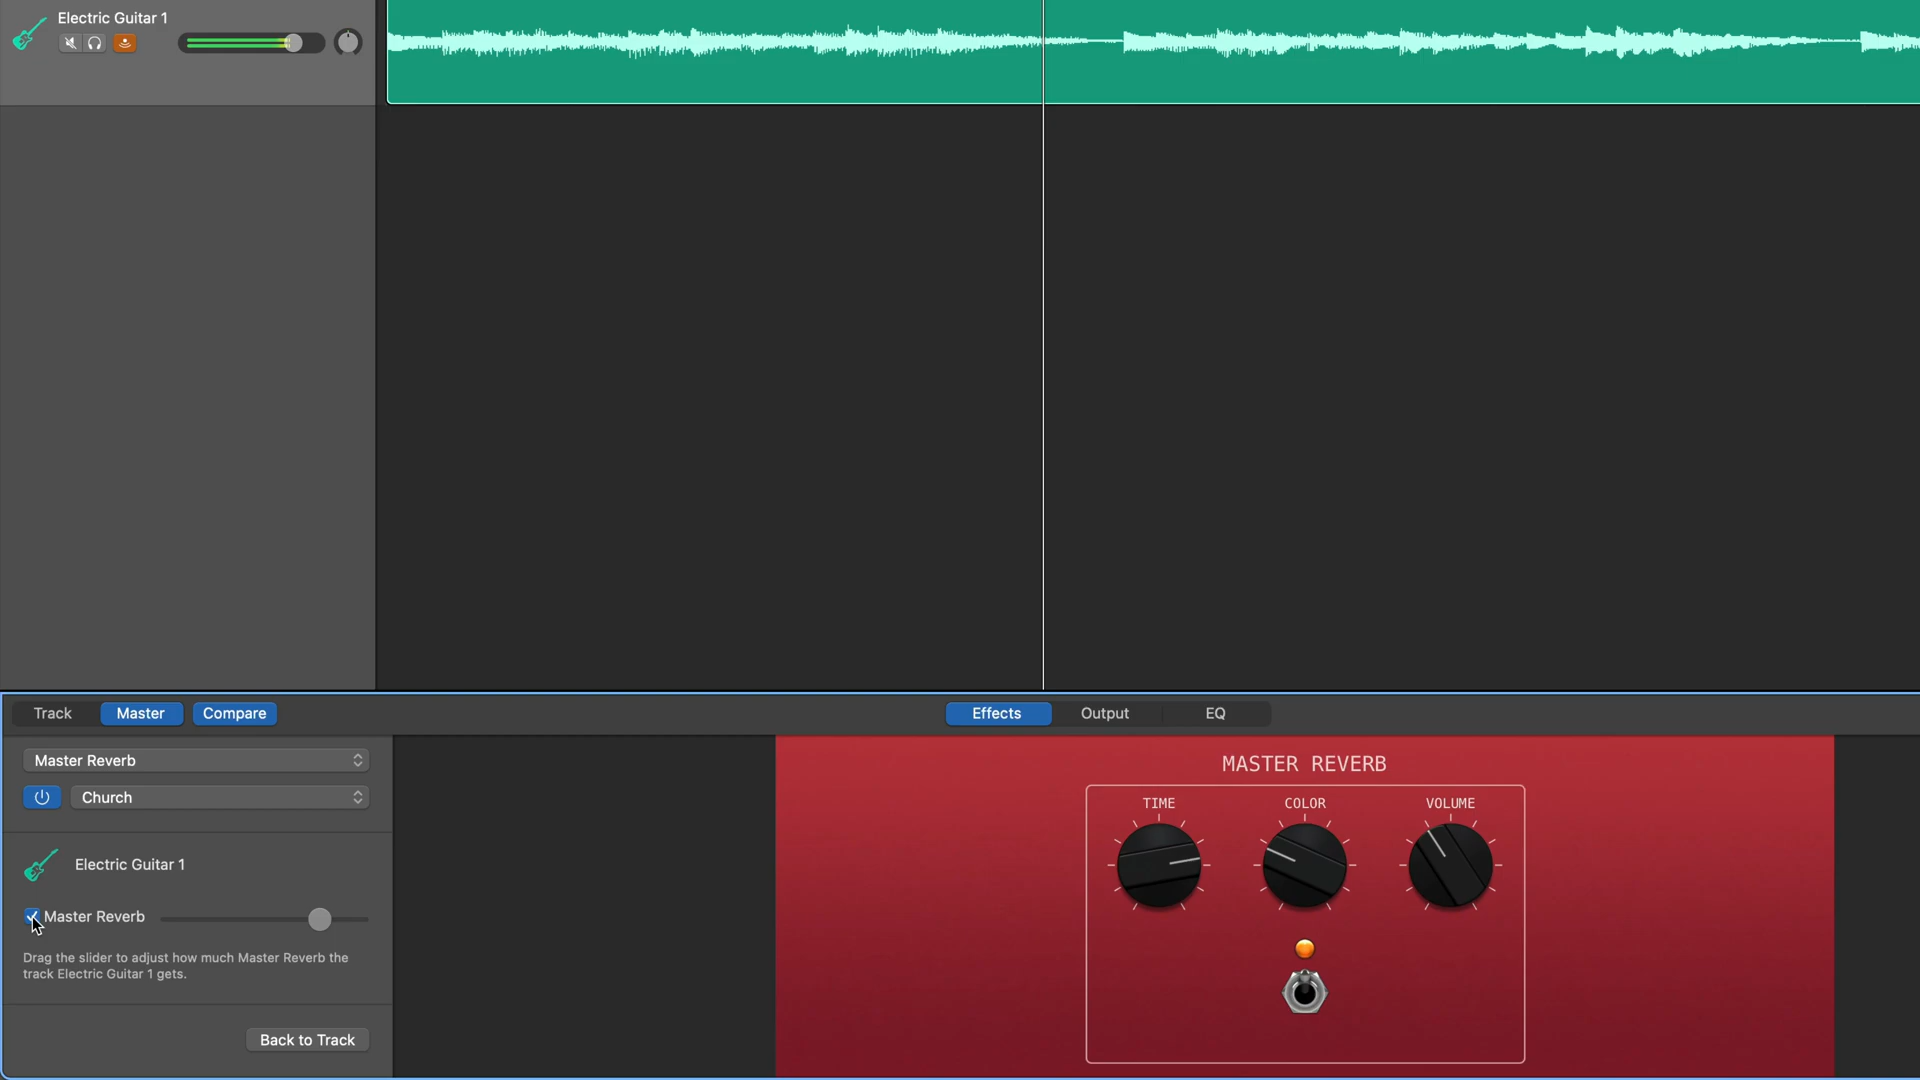 Electric Guitar 1
Track Master Compare
Effects Output EQ
Master Reverb
Church
Electric Guitar 1
Master Reverb
Drag the slider to adjust how much Master Reverb the
track Electric Guitar 1 gets.
Back to Track
MASTER REVERB
TIME COLOR VOLUME